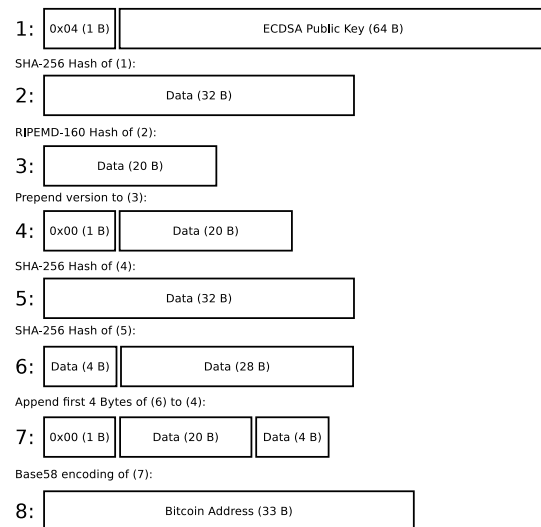 1: 0x04 (1 B) ECDSA Public Key (64 B)
SHA-256 Hash of (1):
2: Data (32 B)
RIPEMD-160 Hash of (2):
3: Data (20 B)
Prepend version to (3):
4: 0x00 (1 B) Data (20 B)
SHA-256 Hash of (4):
5: Data (32 B)
SHA-256 Hash of (5):
6: Data (4 B) Data (28 B)
Append first 4 Bytes of (6) to (4):
7: 0x00 (1 B) Data (20 B) Data (4 B)
Base58 encoding of (7):
8: Bitcoin Address (33 B)